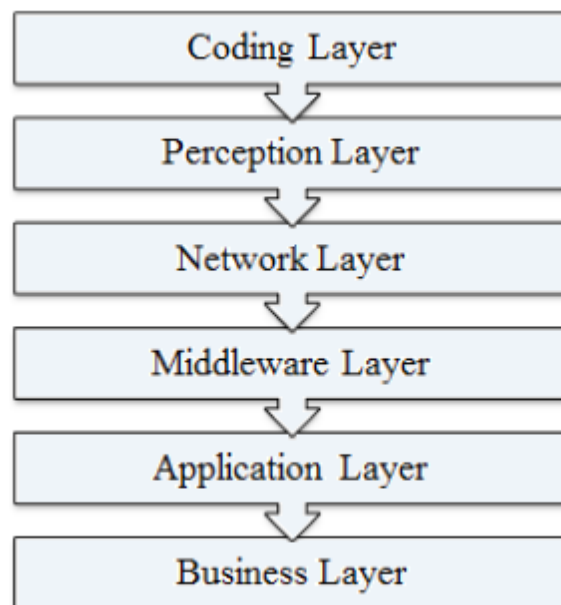 Coding Layer
Perception Layer
Network Layer
Middleware Layer
Application Layer
Business Layer